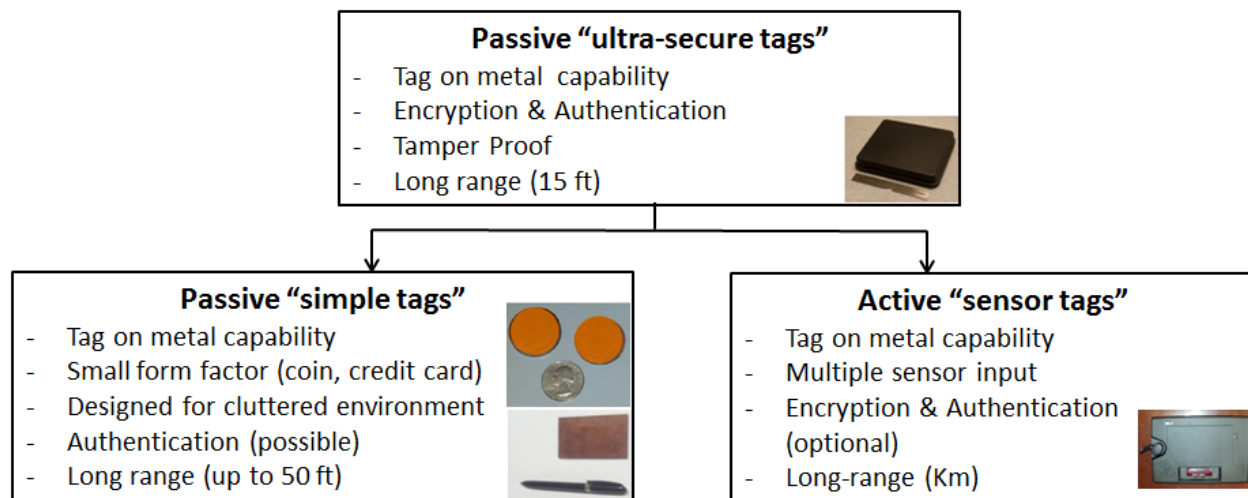 Passive “ultra-secure tags”
- Tag on metal capability
- Encryption & Authentication
- Tamper Proof
- Long range (15 ft)
Passive “simple tags”
- Tag on metal capability
- Small form factor (coin, credit card)
- Designed for cluttered environment
- Authentication (possible)
- Long range (up to 50 ft)
Active “sensor tags”
- Tag on metal capability
- Multiple sensor input
- Encryption & Authentication
(optional)
- Long-range (Km)